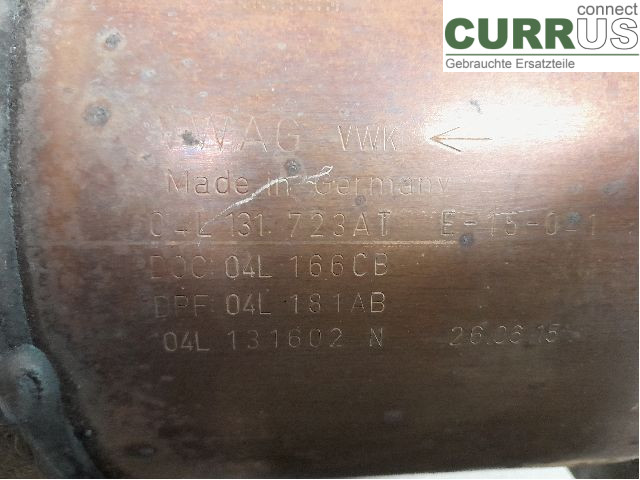 connect
CURRUS
Gebrauchte Ersatzteile
VWAG VWK
Made in Germany
04L 131 723AT E-15-0-1
DOC: 04L 166CB
DPF: 04L 181AB
04L 131602 N 26.06.15